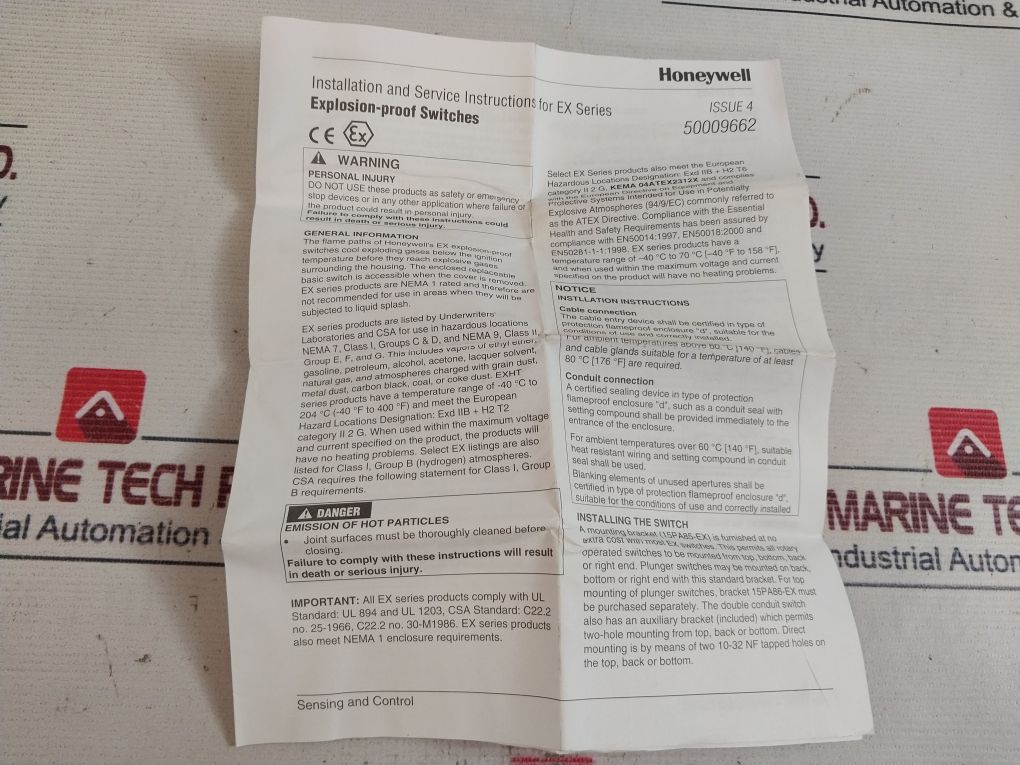 Industrial Automation &
Honeywell
Installation and Service Instructions for EX Series
Explosion-proof Switches
ISSUE 4
50009662
CE Ex
WARNING
PERSONAL INJURY
DO NOT USE these products as safety or emergency
stop devices or in any other application where failure of
the product could result in personal injury.
Failure to comply with these instructions could
result in death or serious injury.
GENERAL INFORMATION
The flame paths of Honeywell's EX explosion-proof
switches cool exploding gases below the ignition
temperature before they reach explosive gases
surrounding the housing. The enclosed replaceable
basic switch is accessible when the cover is removed.
EX series products are NEMA 1 rated and therefore are
not recommended for use in areas when they will be
subjected to liquid splash.
EX series products are listed by Underwriters'
Laboratories and CSA for use in hazardous locations
NEMA 7, Class I, Groups C & D, and NEMA 9, Class II,
Group E, F, and G. This includes vapors of ethyl ether,
gasoline, petroleum, alcohol, acetone, lacquer solvent,
natural gas, and atmospheres charged with grain dust,
metal dust, carbon black, coal, or coke dust. EXHT
series products have a temperature range of -40 °C to
204 °C (-40 °F to 400 °F) and meet the European
Hazard Locations Designation: Exd IIB + H2 T2
category II 2 G. When used within the maximum voltage
and current specified on the product, the products will
have no heating problems. Select EX listings are also
listed for Class I, Group B (hydrogen) atmospheres.
CSA requires the following statement for Class I, Group
B requirements.
DANGER
EMISSION OF HOT PARTICLES
• Joint surfaces must be thoroughly cleaned before
closing.
Failure to comply with these instructions will result
in death or serious injury.
IMPORTANT: All EX series products comply with UL
Standard: UL 894 and UL 1203, CSA Standard: C22.2
no. 25-1966, C22.2 no. 30-M1986. EX series products
also meet NEMA 1 enclosure requirements.
Sensing and Control
Select EX Series products also meet the European
Hazardous Locations Designation: Exd IIB + H2 T6
category II 2 G, KEMA 04ATEX2312X and complies
with the European Directive on Equipment and
Protective Systems Intended for Use in Potentially
Explosive Atmospheres (94/9/EC) commonly referred to
as the ATEX Directive. Compliance with the Essential
Health and Safety Requirements has been assured by
compliance with EN50014:1997, EN50018:2000 and
EN50281-1-1:1998. EX series products have a
temperature range of –40 °C to 70 °C [–40 °F to 158 °F],
and when used within the maximum voltage and current
specified on the product will have no heating problems.
NOTICE
INSTLLATION INSTRUCTIONS
Cable connection
The cable entry device shall be certified in type of
protection flameproof enclosure "d", suitable for the
conditions of use and correctly installed.
For ambient temperatures above 60 °C [140 °F], cables
and cable glands suitable for a temperature of at least
80 °C [176 °F] are required.
Conduit connection
A certified sealing device in type of protection
flameproof enclosure "d", such as a conduit seal with
setting compound shall be provided immediately to the
entrance of the enclosure.
For ambient temperatures over 60 °C [140 °F], suitable
heat resistant wiring and setting compound in conduit
seal shall be used.
Blanking elements of unused apertures shall be
certified in type of protection flameproof enclosure "d",
suitable for the conditions of use and correctly installed
INSTALLING THE SWITCH
A mounting bracket (15PA85-EX) is furnished at no
extra cost with most EX switches. This permits all rotary
operated switches to be mounted from top, bottom, back
or right end. Plunger switches may be mounted on back,
bottom or right end with this standard bracket. For top
mounting of plunger switches, bracket 15PA86-EX must
be purchased separately. The double conduit switch
also has an auxiliary bracket (included) which permits
two-hole mounting from top, back or bottom. Direct
mounting is by means of two 10-32 NF tapped holes on
the top, back or bottom.
D.
RINE TECH
ial Automation
D.
MARINE TE
ndustrial Autom